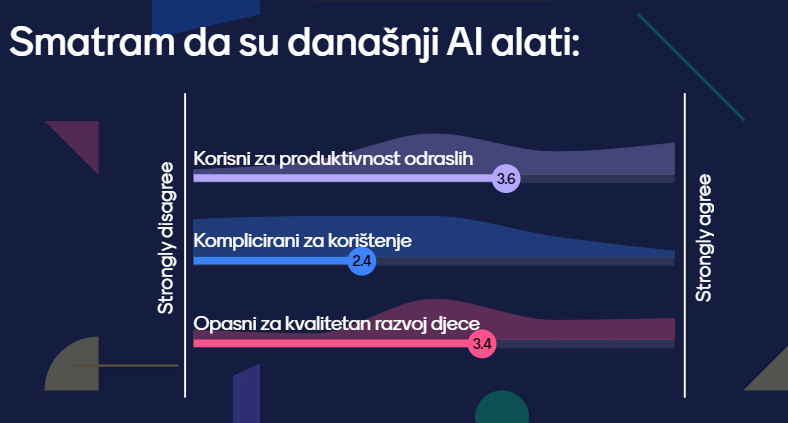 Smatram da su današnji AI alati:
Strongly disagree
Korisni za produktivnost odraslih
3.6
Komplicirani za korištenje
2.4
Opasni za kvalitetan razvoj djece
3.4
Strongly agree